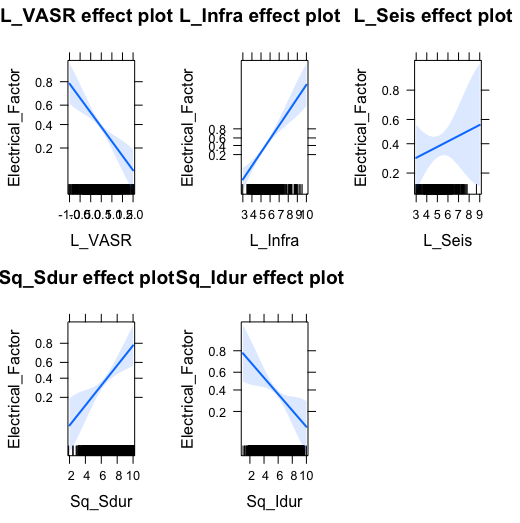 L_VASR effect plot
Electrical_Factor
0.8
0.6
0.4
0.2
L_VASR
L_Infra effect plot
Electrical_Factor
0.8
0.6
0.4
0.2
3 4 5 6 7 8 9 10
L_Infra
L_Seis effect plot
Electrical_Factor
0.8
0.6
0.4
0.2
3 4 5 6 7 8 9
L_Seis
Sq_Sdur effect plot
Electrical_Factor
0.8
0.6
0.4
0.2
2 4 6 8 10
Sq_Sdur
Sq_Idur effect plot
Electrical_Factor
0.8
0.6
0.4
0.2
2 4 6 8 10
Sq_Idur